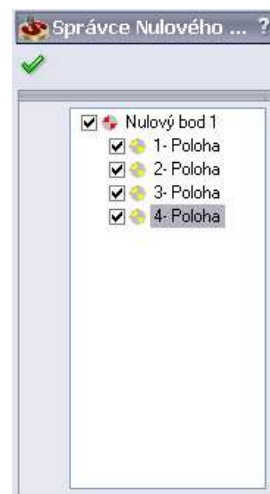 Správce Nulového ... ?
Nulový bod 1
1- Poloha
2- Poloha
3- Poloha
4- Poloha